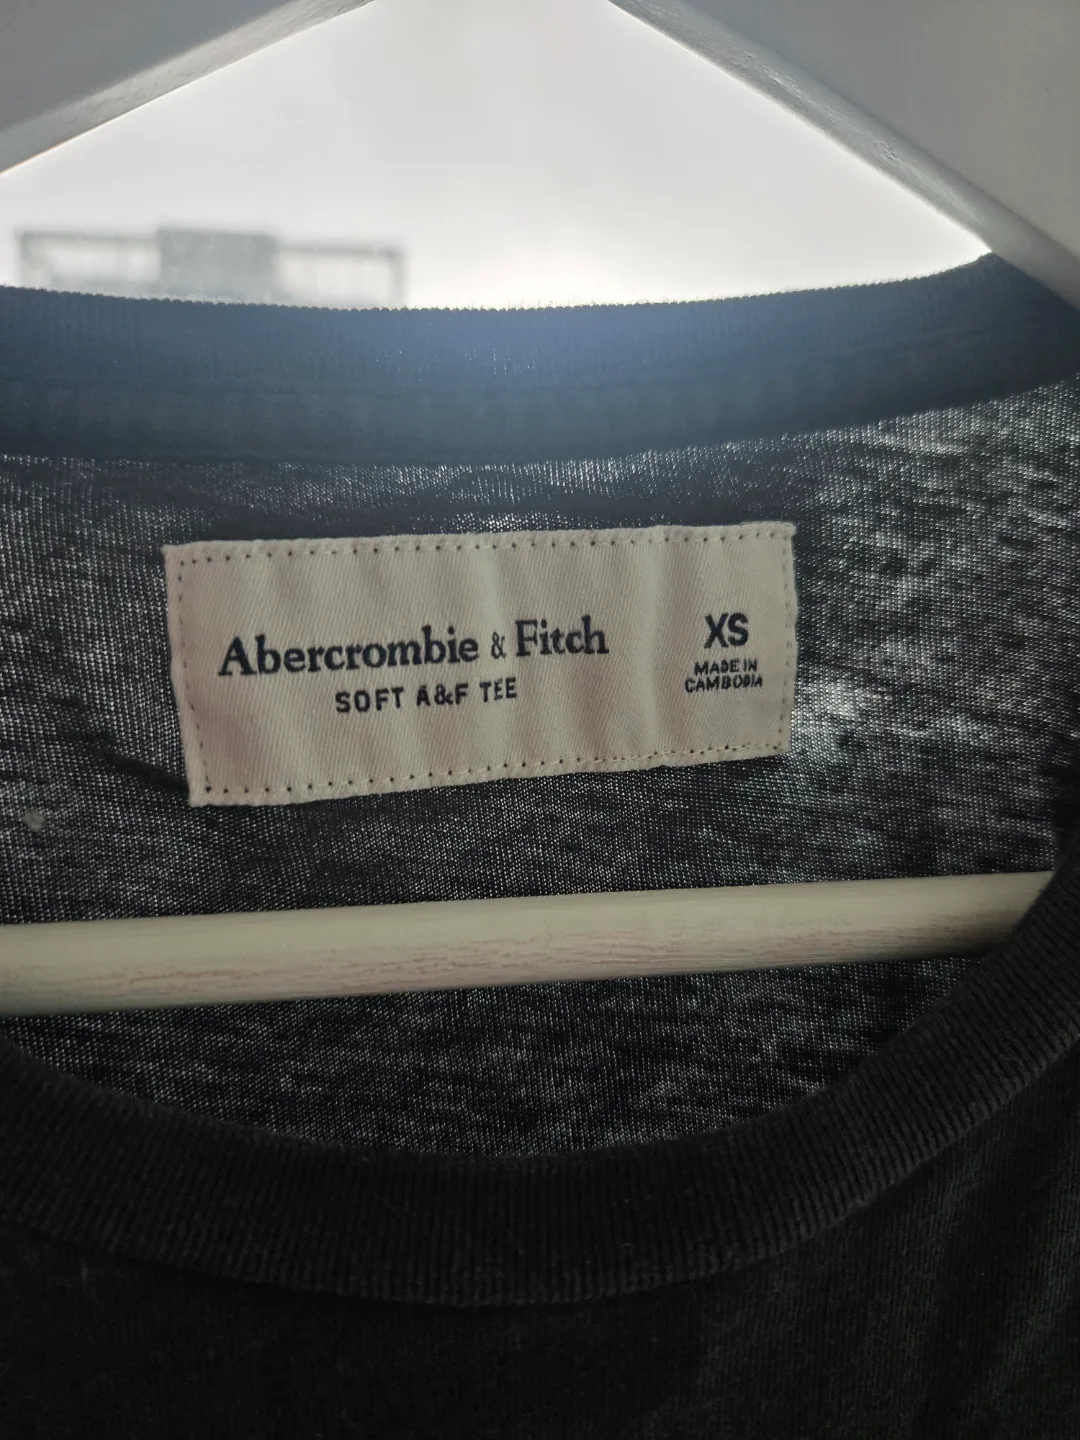 Abercrombie & Fitch
SOFT A&F TEE
XS
MADE IN
CAMBODIA